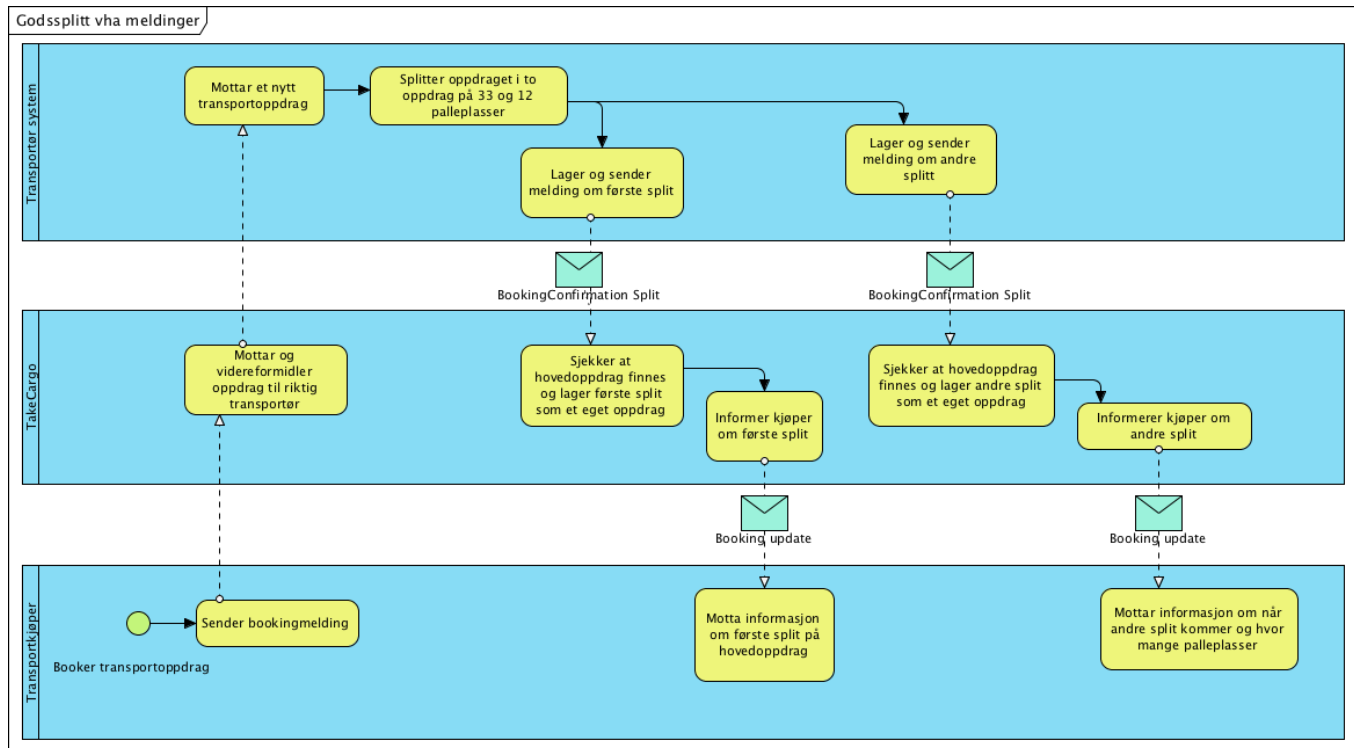 Godssplitt vha meldinger
Transportør system
Mottar et nytt
transportoppdrag
Splitter oppdraget i to
oppdrag på 33 og 12
palleplasser
Lager og sender
melding om første split
Lager og sender
melding om andre
splitt
BookingConfirmation Split
BookingConfirmation Split
TakeCargo
Mottar og
videreformidler
oppdrag til riktig
transportør
Sjekker at
hovedoppdrag finnes
og lager første split
som et eget oppdrag
Informer kjøper
om første split
Sjekker at hovedoppdrag
finnes og lager andre split
som et eget oppdrag
Informerer kjøper om
andre split
Booking update
Booking update
Transportkjøper
Booker transportoppdrag
Sender bookingmelding
Motta informasjon
om første split på
hovedoppdrag
Mottar informasjon om når
andre split kommer og hvor
mange palleplasser